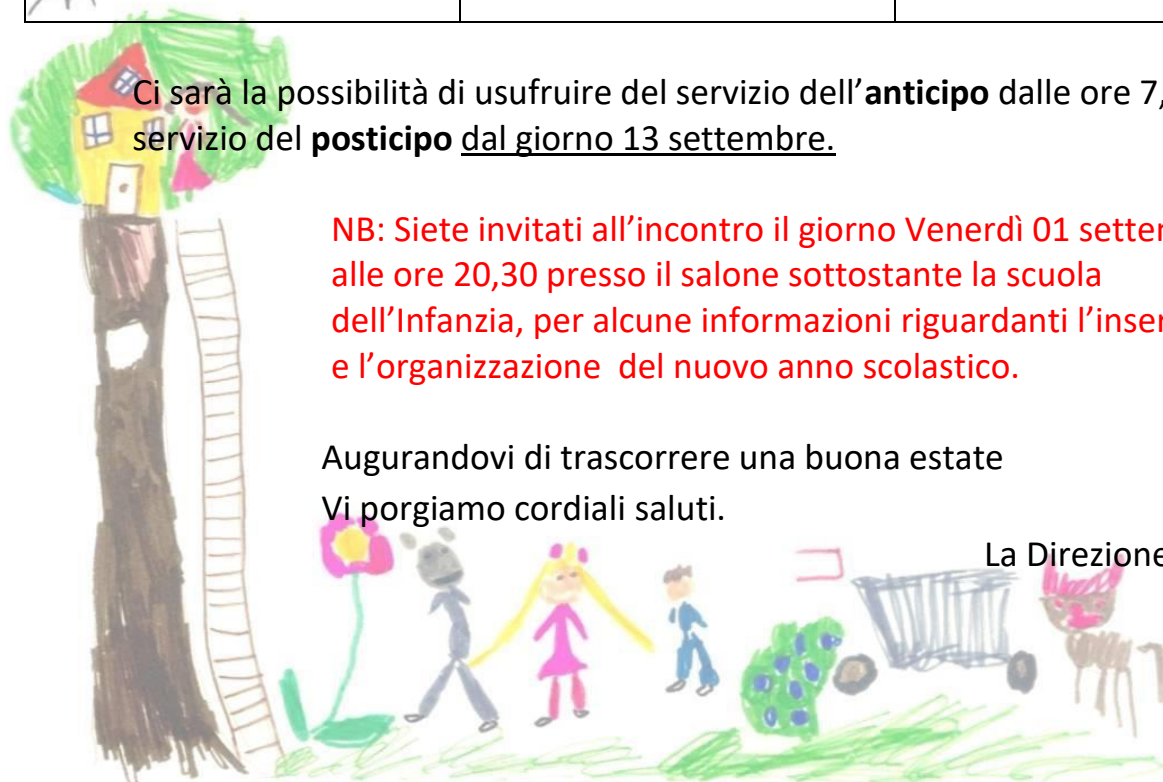 Ci sarà la possibilità di usufruire del servizio dell’anticipo dalle ore 7,
servizio del posticipo dal giorno 13 settembre.
NB: Siete invitati all’incontro il giorno Venerdì 01
alle ore 20,30 presso il salone sottostante la scuola
dell’Infanzia, per alcune informazioni riguardanti
e l’organizzazione del nuovo anno scolastico.
Augurandovi di trascorrere una buona estate
Vi porgiamo cordiali saluti.
La Direzione